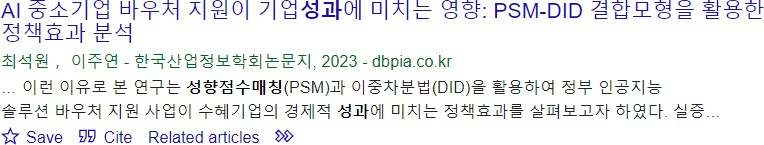 AI 중소기업 바우처 지원이 기업성과에 미치는 영향: PSM-DID 결합모형을 활용한
정책효과 분석
최석원, 이주연 - 한국산업정보학회논문지, 2023 - dbpia.co.kr
… 이런 이유로 본 연구는 성향점수매칭(PSM)과 이중차분법(DID)을 활용하여 정부 인공지능
솔루션 바우처 지원 사업이 수혜기업의 경제적 성과에 미치는 정책효과를 살펴보고자 하였다. 실증…
Save Cite Related articles